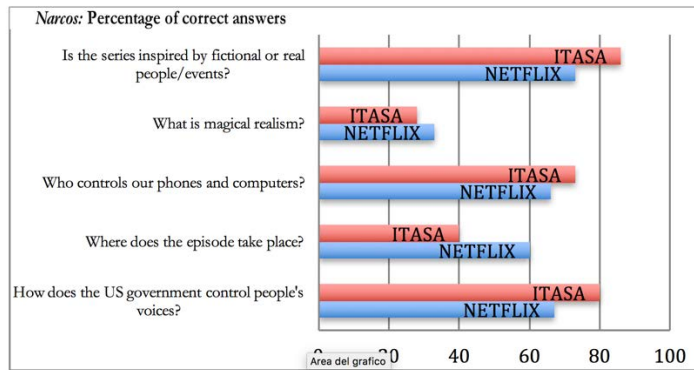 Narcos: Percentage of correct answers
Is the series inspired by fictional or real
people/events?
ITASA
NETFLIX
What is magical realism?
ITASA
NETFLIX
Who controls our phones and computers?
ITASA
NETFLIX
Where does the episode take place?
ITASA
NETFLIX
How does the US government control people's
voices?
ITASA
NETFLIX
0 20 40 60 80 100
Area del grafico